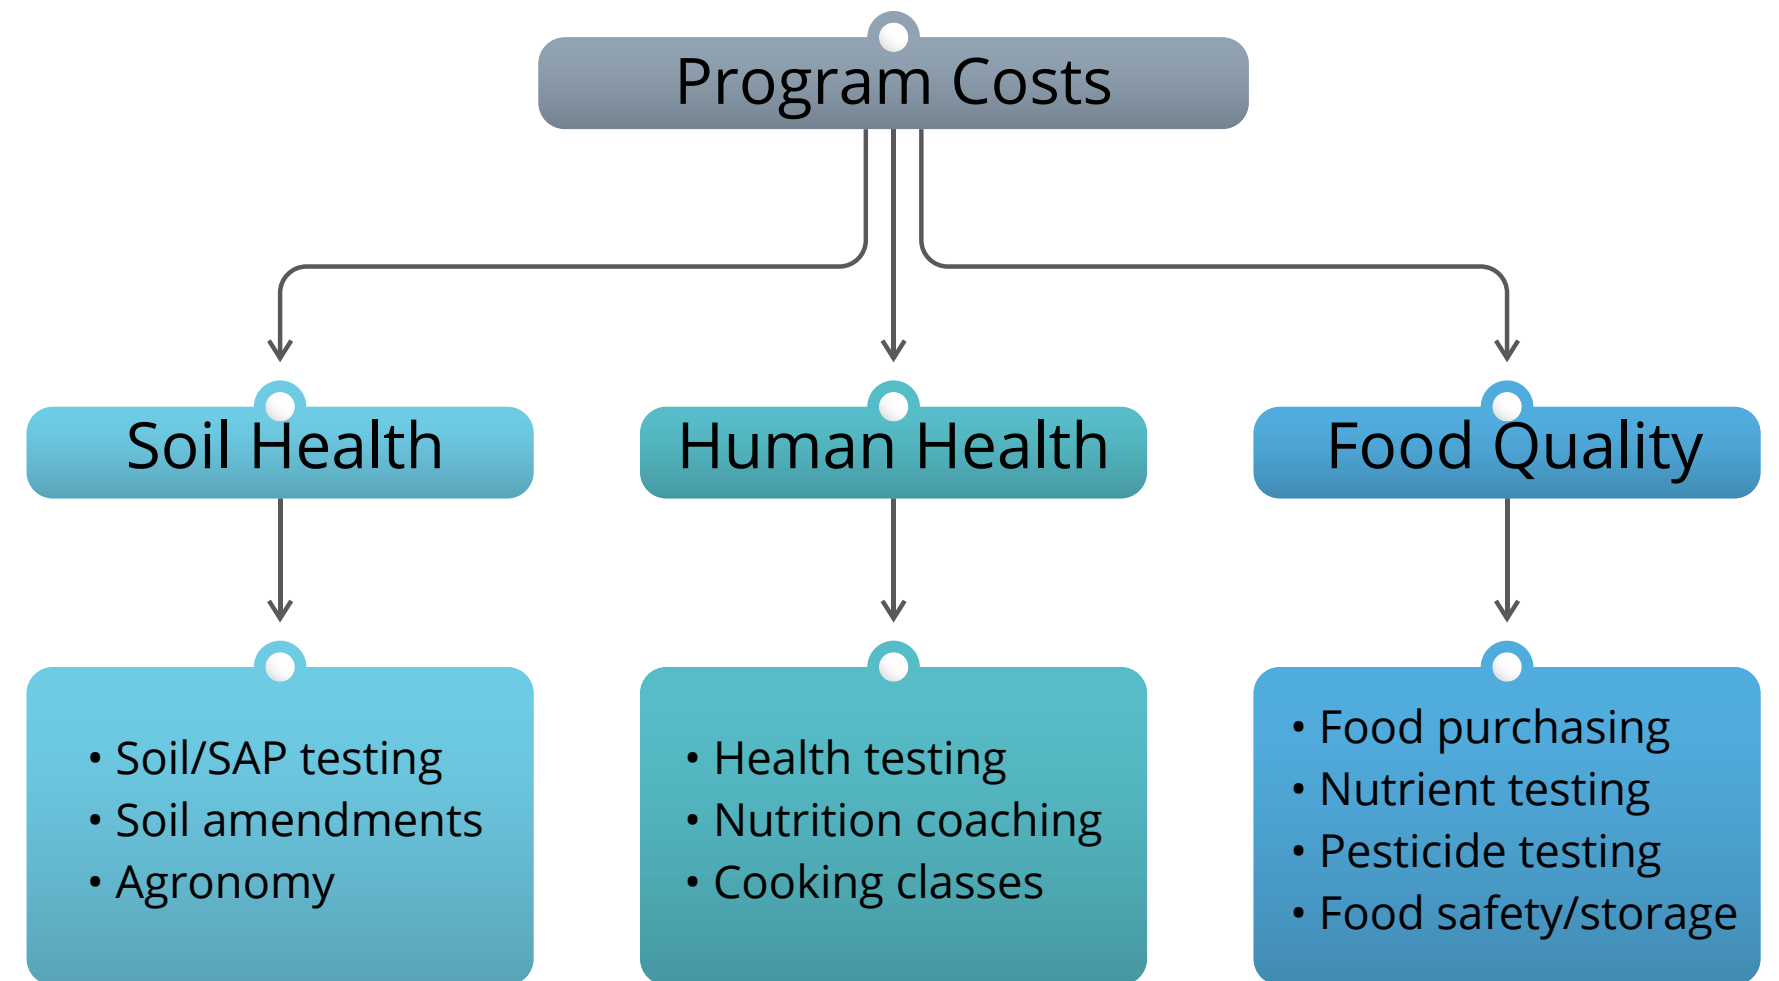 Program Costs
Soil Health
Human Health
Food Quality
• Soil/SAP testing
• Soil amendments
• Agronomy
• Health testing
• Nutrition coaching
• Cooking classes
• Food purchasing
• Nutrient testing
• Pesticide testing
• Food safety/storage